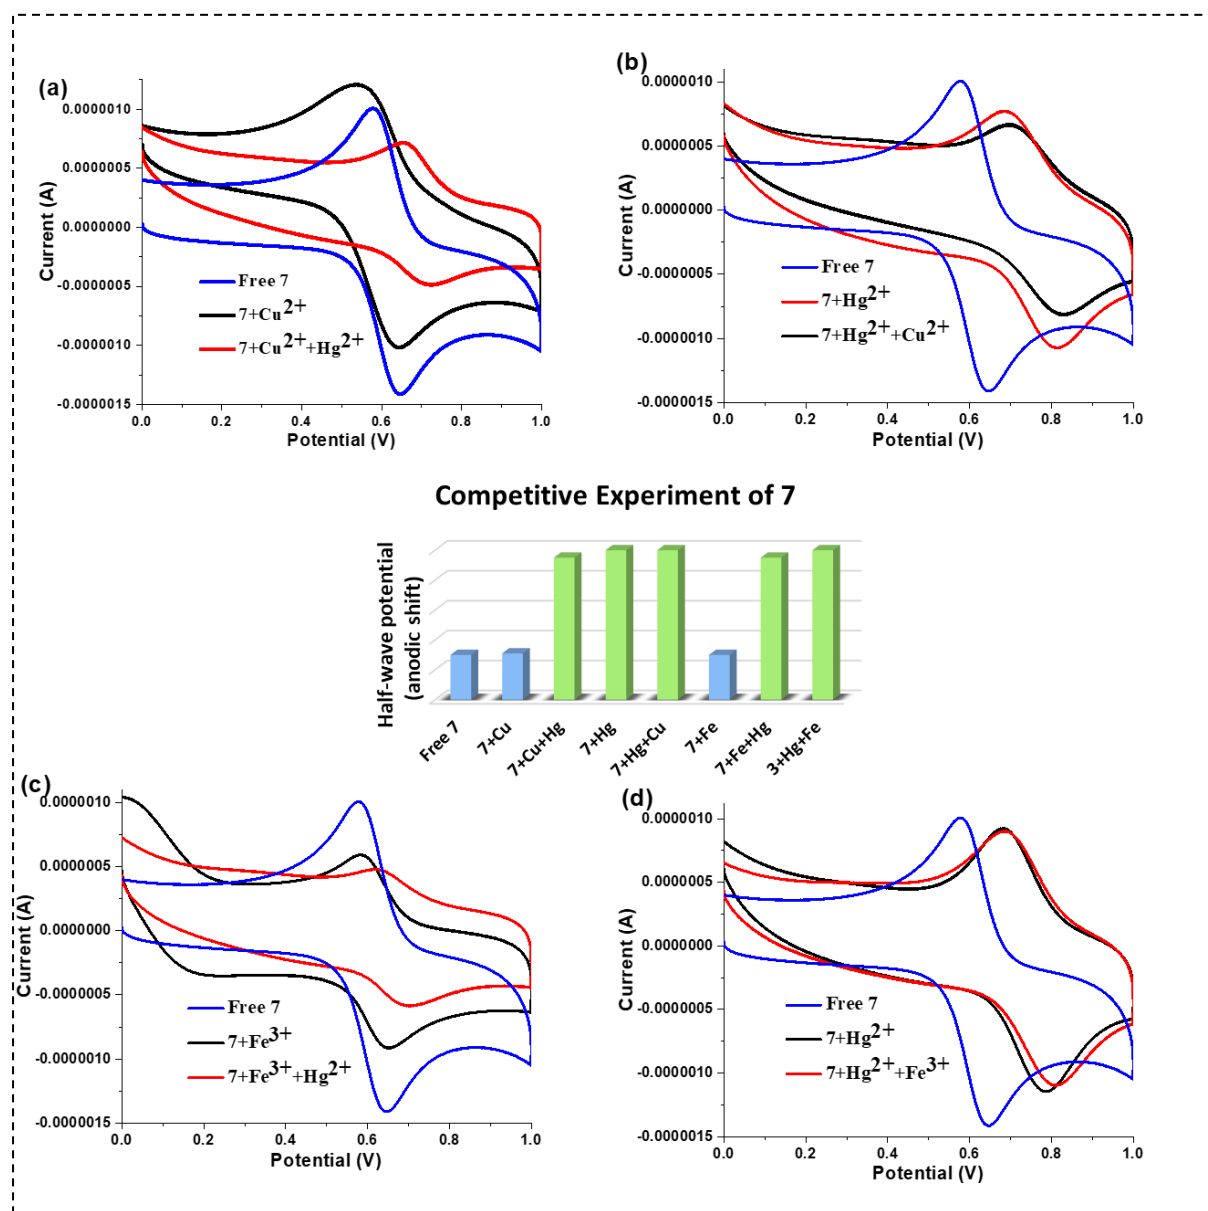 (a)
0.0000010
0.0000005
0.0000000
-0.0000005
-0.0000010
-0.0000015
Current (A)
Free 7
7+Cu2+
7+Cu2++Hg2+
0.0 0.2 0.4 0.6 0.8 1.0
Potential (V)
(b)
0.0000010
0.0000005
0.0000000
-0.0000005
-0.0000010
-0.0000015
Current (A)
Free 7
7+Hg2+
7+Hg2++Cu2+
0.0 0.2 0.4 0.6 0.8 1.0
Potential (V)
Competitive Experiment of 7
Half-wave potential
(anodic shift)
Free 7
7+Cu
7+Cu+Hg
7+Hg
7+Hg+Cu
7+Fe
7+Fe+Hg
3+Hg+Fe
(c)
0.0000010
0.0000005
0.0000000
-0.0000005
-0.0000010
-0.0000015
Current (A)
Free 7
7+Fe3+
7+Fe3++Hg2+
0.0 0.2 0.4 0.6 0.8 1.0
Potential (V)
(d)
0.0000010
0.0000005
0.0000000
-0.0000005
-0.0000010
-0.0000015
Current (A)
Free 7
7+Hg2+
7+Hg2++Fe3+
0.0 0.2 0.4 0.6 0.8 1.0
Potential (V)